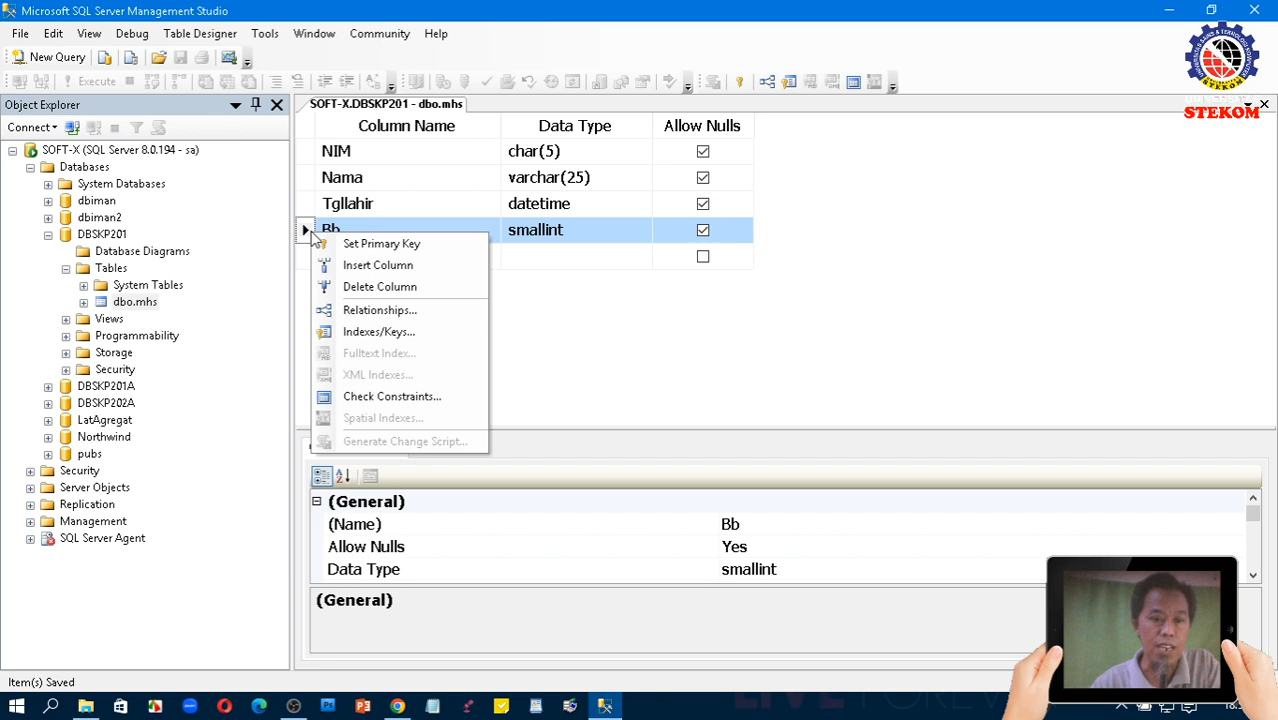 Microsoft SQL Server Management Studio
File Edit View Debug Table Designer Tools Window Community Help
New Query
Execute
Object Explorer
Connect
SOFT-X (SQL Server 8.0.194 - sa)
Databases
System Databases
dbiman
dbiman2
DBSKP201
Database Diagrams
Tables
System Tables
dbo.mhs
Views
Programmability
Storage
Security
DBSKP201A
DBSKP202A
LatAgregat
Northwind
pubs
Security
Server Objects
Replication
Management
SQL Server Agent
SOFT-X.DBSKP201 - dbo.mhs
Column Name Data Type Allow Nulls
NIM char(5)
Nama varchar(25)
Tgllahir datetime
Bb smallint
Set Primary Key
Insert Column
Delete Column
Relationships...
Indexes/Keys...
Fulltext Index...
XML Indexes...
Check Constraints...
Spatial Indexes...
Generate Change Script...
(General)
(Name) Bb
Allow Nulls Yes
Data Type smallint
(General)
Item(s) Saved
STEKOM